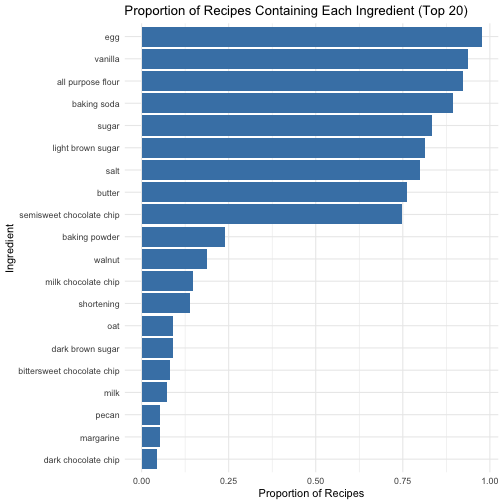 Proportion of Recipes Containing Each Ingredient (Top 20)
Ingredient
egg
vanilla
all purpose flour
baking soda
sugar
light brown sugar
salt
butter
semisweet chocolate chip
baking powder
walnut
milk chocolate chip
shortening
oat
dark brown sugar
bittersweet chocolate chip
milk
pecan
margarine
dark chocolate chip
0.00 0.25 0.50 0.75 1.00
Proportion of Recipes